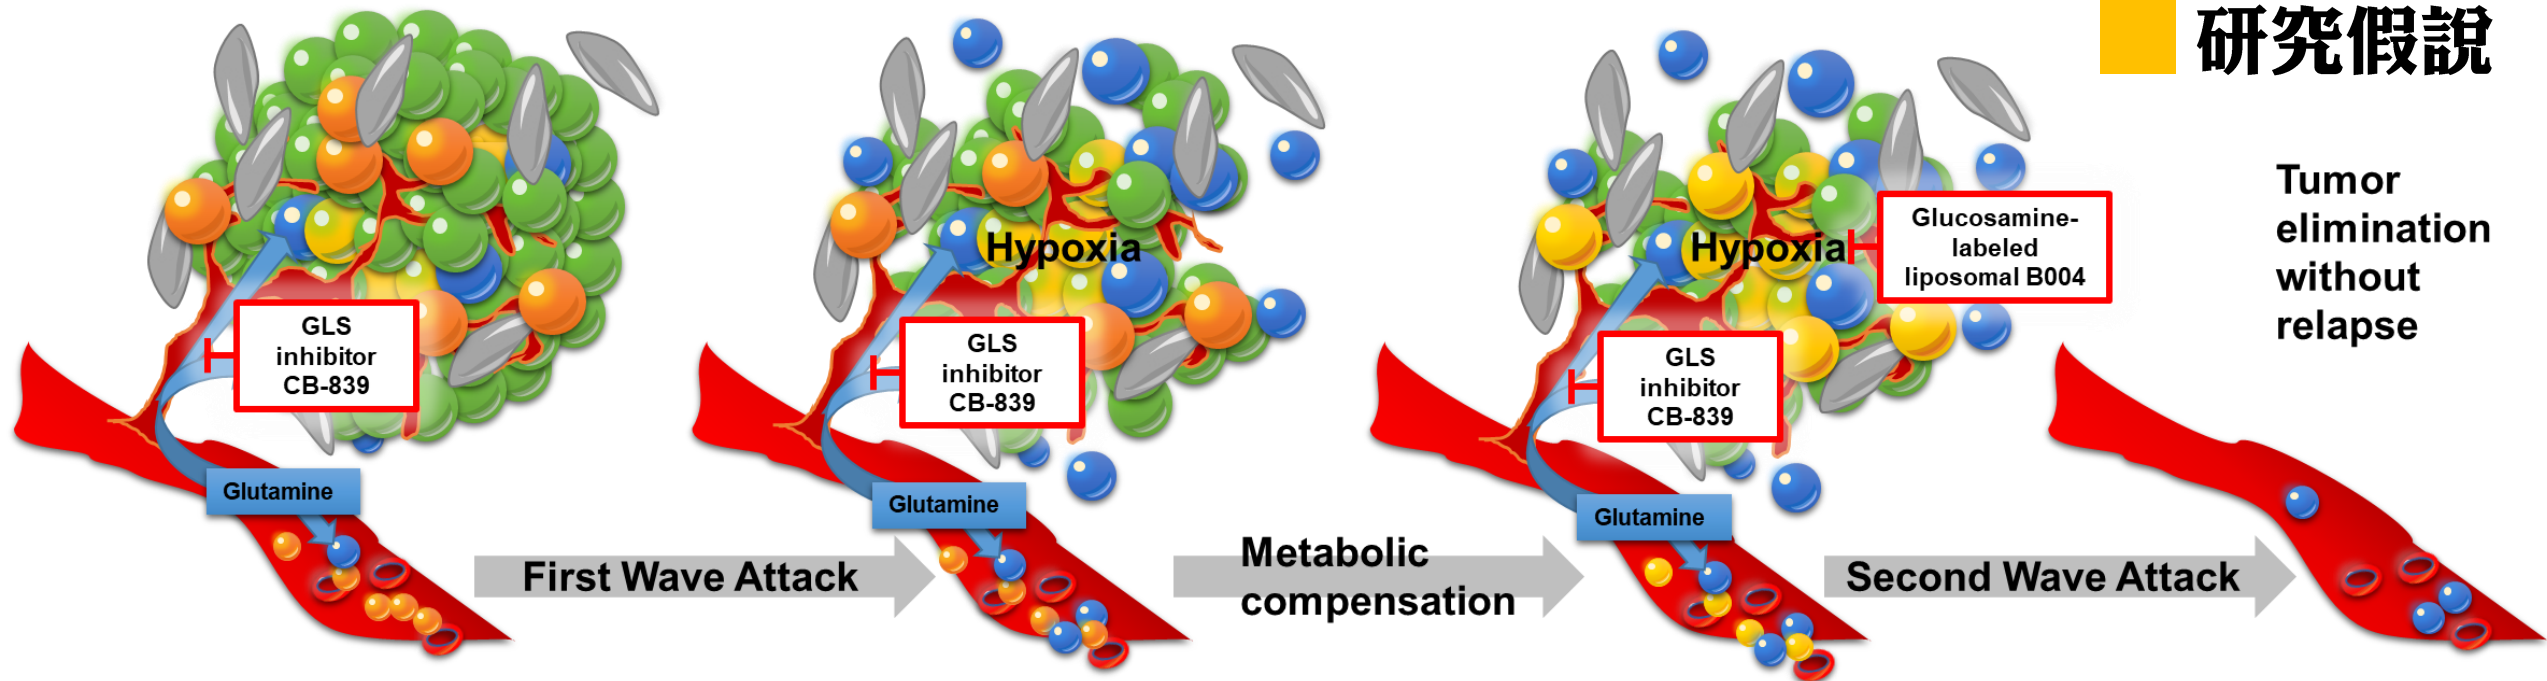 研究假說
GLS
inhibitor
CB-839
Glutamine
First Wave Attack
Hypoxia
GLS
inhibitor
CB-839
Glutamine
Metabolic
compensation
Hypoxia
Glucosamine-
labeled
liposomal B004
GLS
inhibitor
CB-839
Glutamine
Second Wave Attack
Tumor
elimination
without
relapse